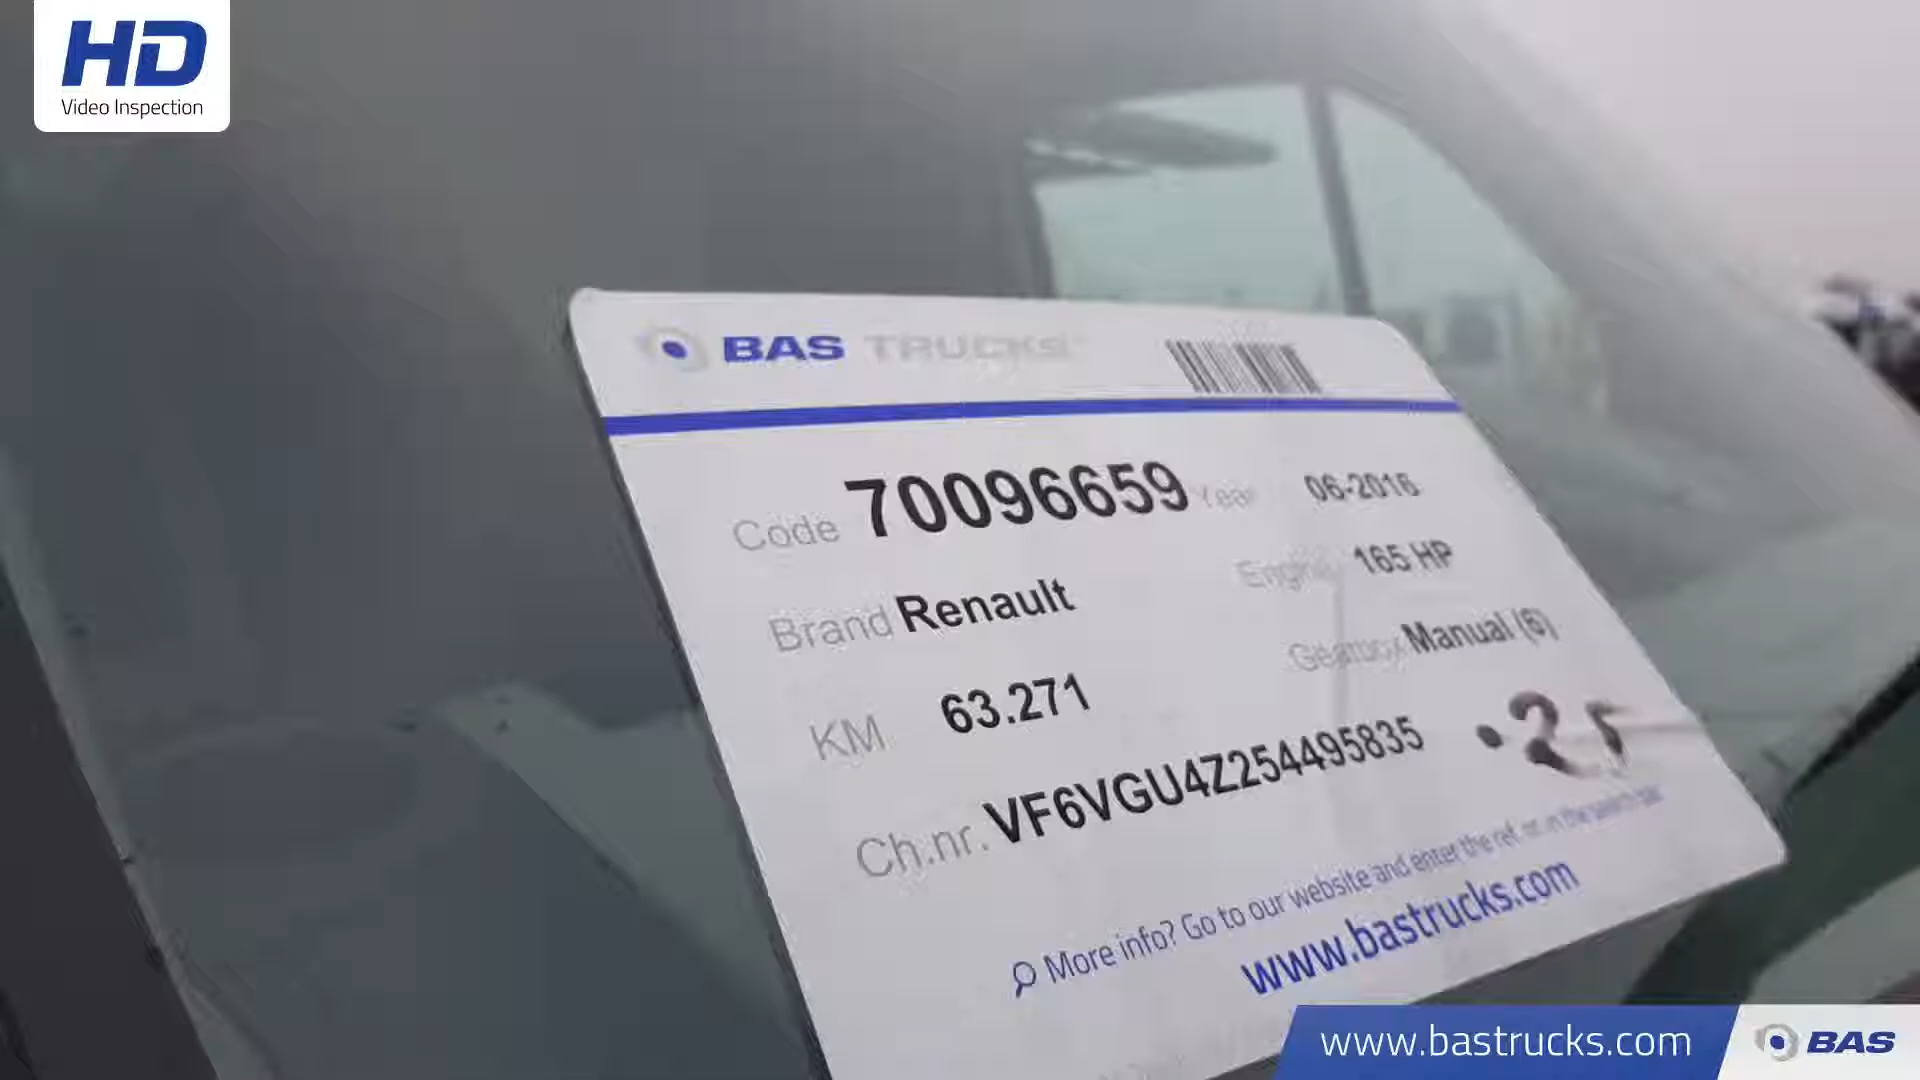 HD
Video Inspection
BAS TRUCKS
Code 70096659 Year 06-2016
Brand Renault Engine 165 HP
KM 63.271 Gearbox Manual (6)
Ch.nr. VF6VGU4Z254495835
More info? Go to our website and enter the ref. nr. in the search bar
www.bastrucks.com
www.bastrucks.com BAS